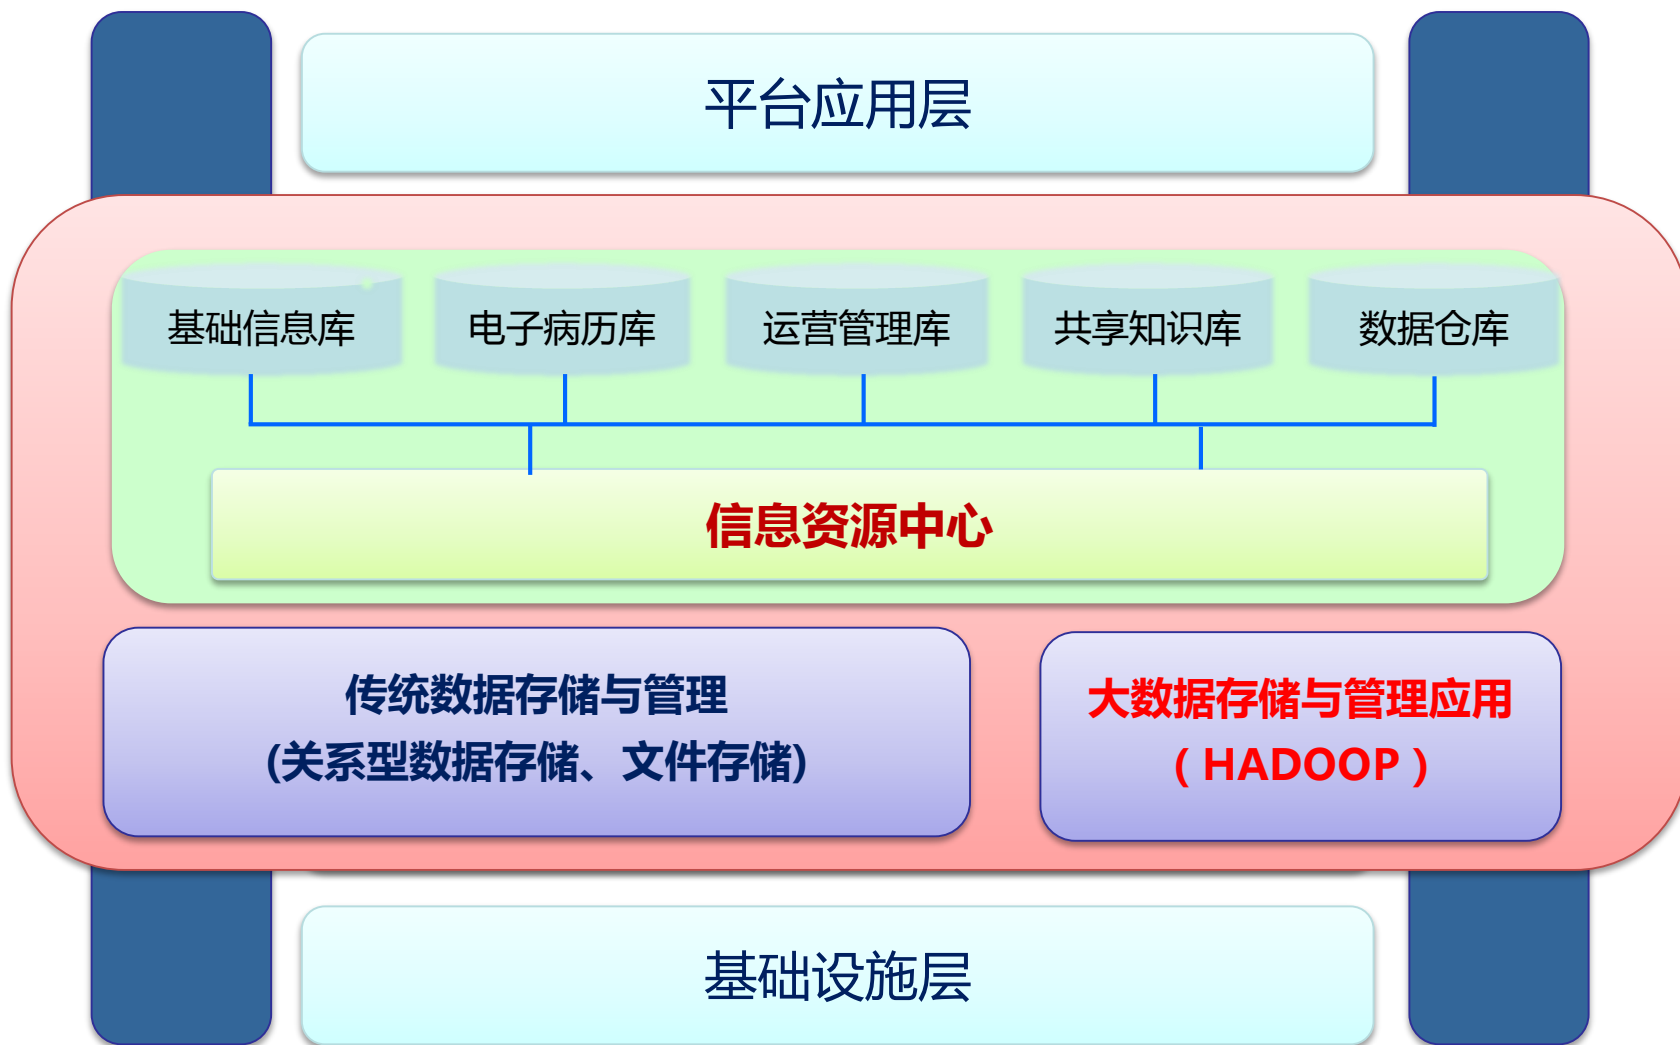 平台应用层
基础信息库
电子病历库
运营管理库
共享知识库
数据仓库
信息资源中心
传统数据存储与管理
(关系型数据存储、文件存储)
大数据存储与管理应用
（HADOOP）
基础设施层